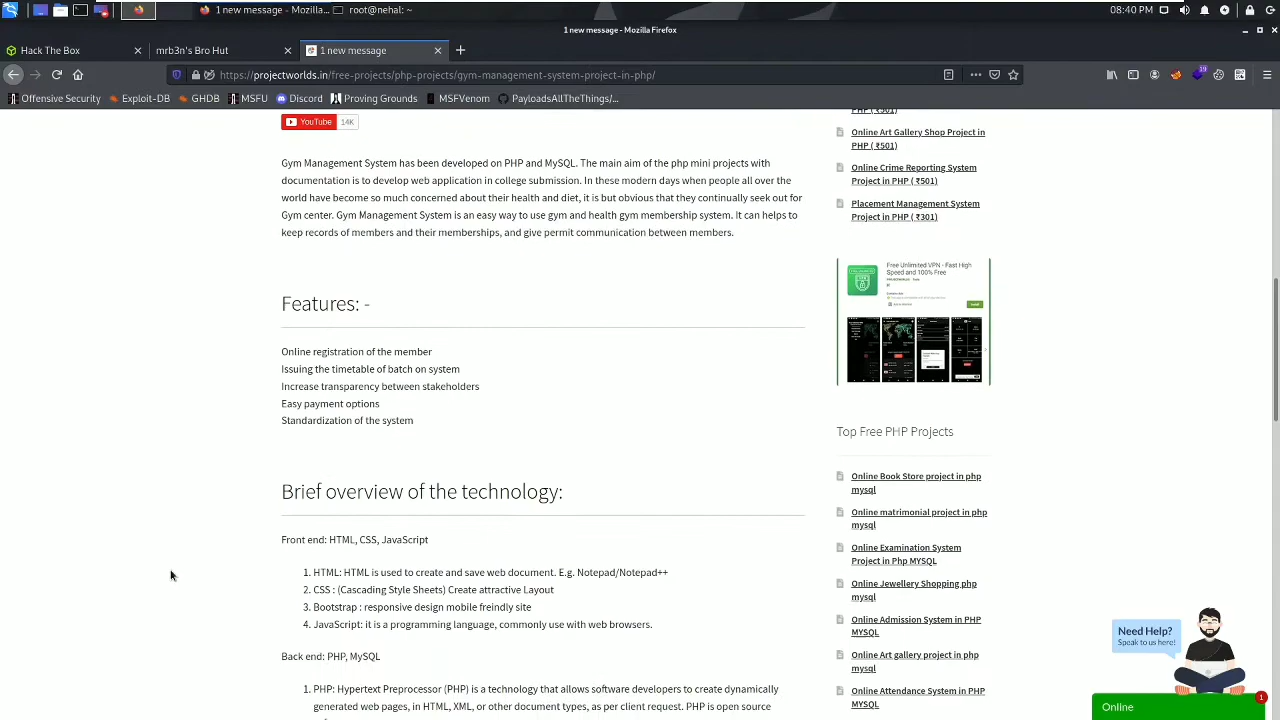 1 new message - Mozilla...
root@nehal: ~
08:40 PM
1 new message - Mozilla Firefox
Hack The Box
mr3n's Bo Hut
1 new message
https://projectworlds.in/free-projects/php-projects/gym-management-system-project-in-php/
19
Offensive Security
Exploit-DB
GHDB
MSFU
Discord
Proving Grounds
MSFVenom
PayloadsAllTheThings/...
YouTube 14K
Gym Management System has been developed on PHP and MySQL. The main aim of the php mini projects with
documentation is to develop web application in college submission. In these modern days when people all over the
world have become so much concerned about their health and diet, it is but obvious that they continually seek out for
Gym center. Gym Management System is an easy way to use gym and health gym membership system. It can helps to
keep records of members and their memberships, and give permit communication between members.
Features: -
Online registration of the member
Issuing the timetable of batch on system
Increase transparency between stakeholders
Easy payment options
Standardization of the system
Brief overview of the technology:
Front end: HTML, CSS, JavaScript
1. HTML: HTML is used to create and save web document. E.g. Notepad/Notepad++
2. CSS : (Cascading Style Sheets) Create attractive Layout
3. Bootstrap : responsive design mobile freindly site
4. JavaScript: it is a programming language, commonly use with web browsers.
Back end: PHP, MySQL
1. PHP: Hypertext Preprocessor (PHP) is a technology that allows software developers to create dynamically
generated web pages, in HTML, XML, or other document types, as per client request. PHP is open source
PHP ( ₹501)
Online Art Gallery Shop Project in
PHP ( ₹501)
Online Crime Reporting System
Project in PHP ( ₹501)
Placement Management System
Project in PHP ( ₹301)
Free Unlimited VPN - Fast High
Speed and 100% Free
Install
Top Free PHP Projects
Online Book Store project in php
mysql
Online matrimonial project in php
mysql
Online Examination System
Project in Php MYSQL
Online Jewellery Shopping php
mysql
Online Admission System in PHP
MYSQL
Online Art gallery project in php
mysql
Online Attendance System in PHP
MYSQL
Need Help?
Speak to us here!
Online
1